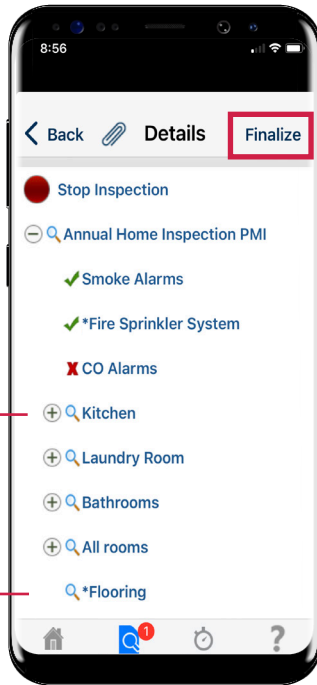 8:56
Back Details Finalize
Stop Inspection
Annual Home Inspection PMI
Smoke Alarms
*Fire Sprinkler System
CO Alarms
Kitchen
Laundry Room
Bathrooms
All rooms
*Flooring
1
?